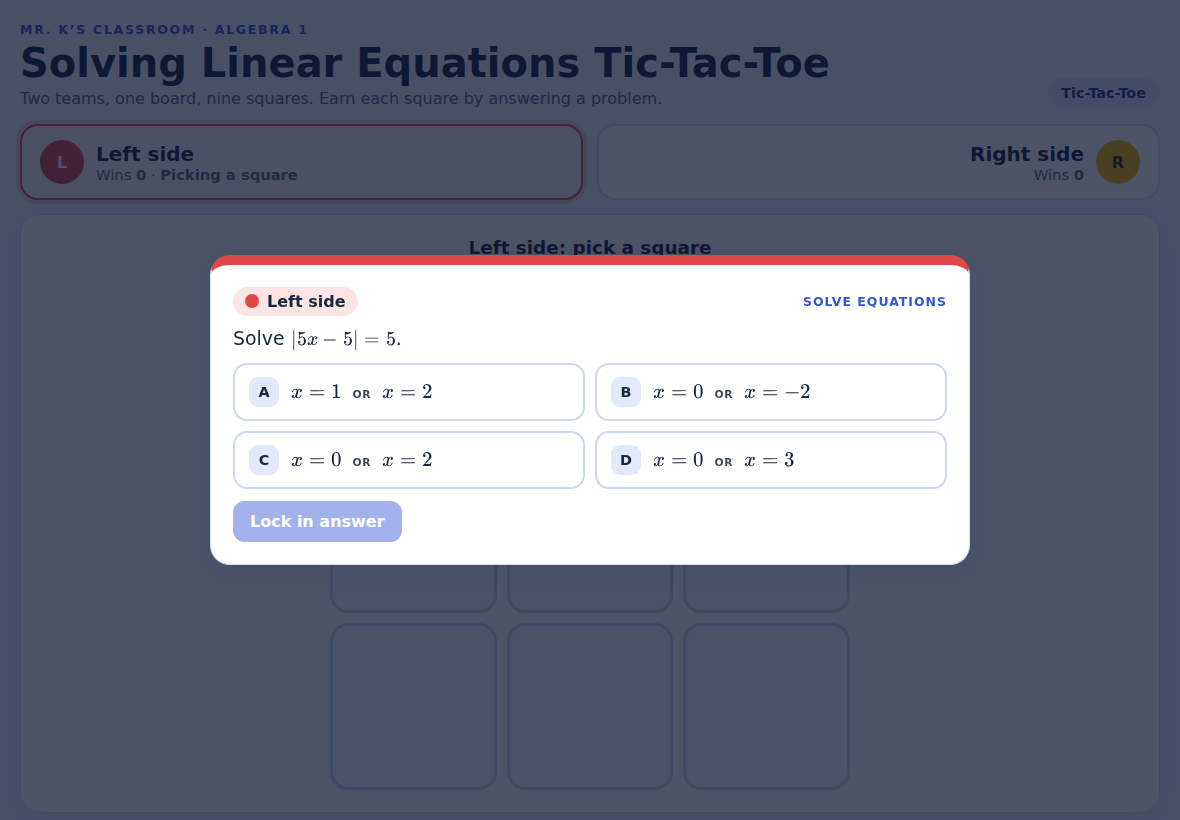 MR. K'S CLASSROOM · ALGEBRA 1
Solving Linear Equations Tic-Tac-Toe
Two teams, one board, nine squares. Earn each square by answering a problem.
Tic-Tac-Toe
L
Left side
Wins 0 · Picking a square
Right side
Wins 0
R
Left side: pick a square
Left side
SOLVE EQUATIONS
Solve |5x − 5| = 5.
A x = 1 OR x = 2
B x = 0 OR x = −2
C x = 0 OR x = 2
D x = 0 OR x = 3
Lock in answer